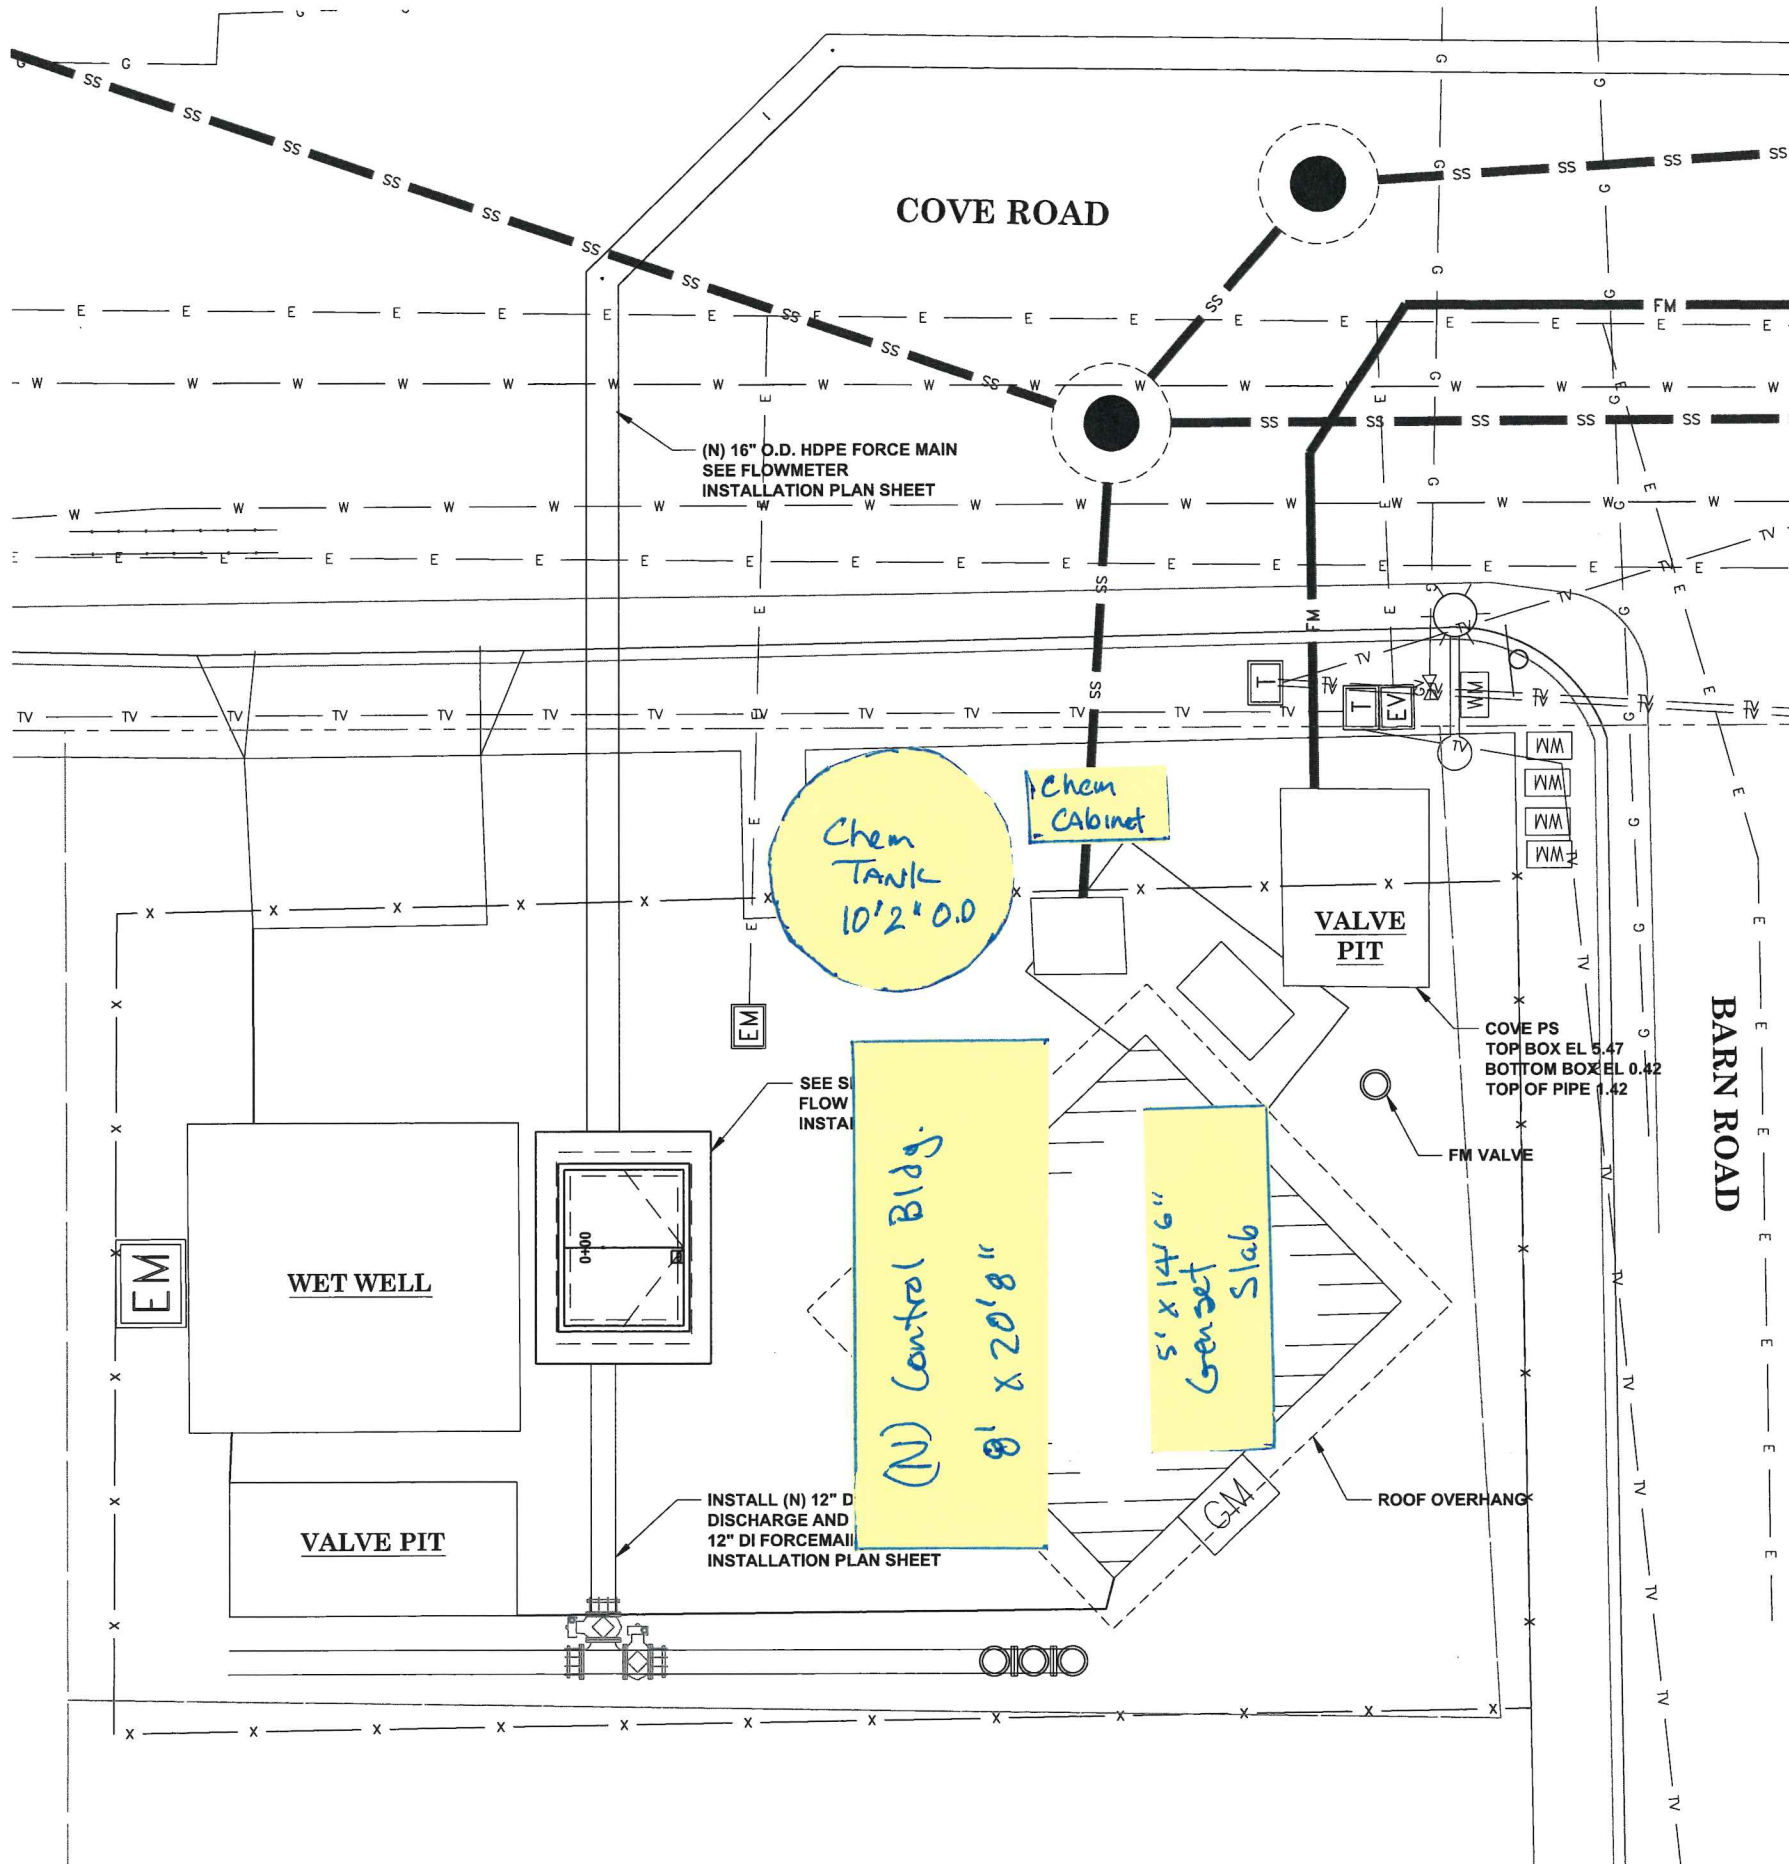 COVE ROAD
(N) 16" O.D. HDPE FORCE MAIN
SEE FLOWMETER
INSTALLATION PLAN SHEET
Chem
TANK
10'2" O.D
Chem
CAbinet
VALVE
PIT
COVE PS
TOP BOX EL 5.47
BOTTOM BOX EL 0.42
TOP OF PIPE 1.42
FM VALVE
BARN ROAD
EM
SEE
FLOW
WET WELL
EM
0+00
(N) Control Bldg.
8' x 20'8"
5' x 14'6"
Genset
Slab
ROOF OVERHANG
GM
INSTALL (N) 12"
DISCHARGE AND
12" DI
INSTALLATION PLAN SHEET
VALVE PIT
T
T
EV
GV
WM
WM
WM
WM
WM
SS
FM
E
W
G
TV
X